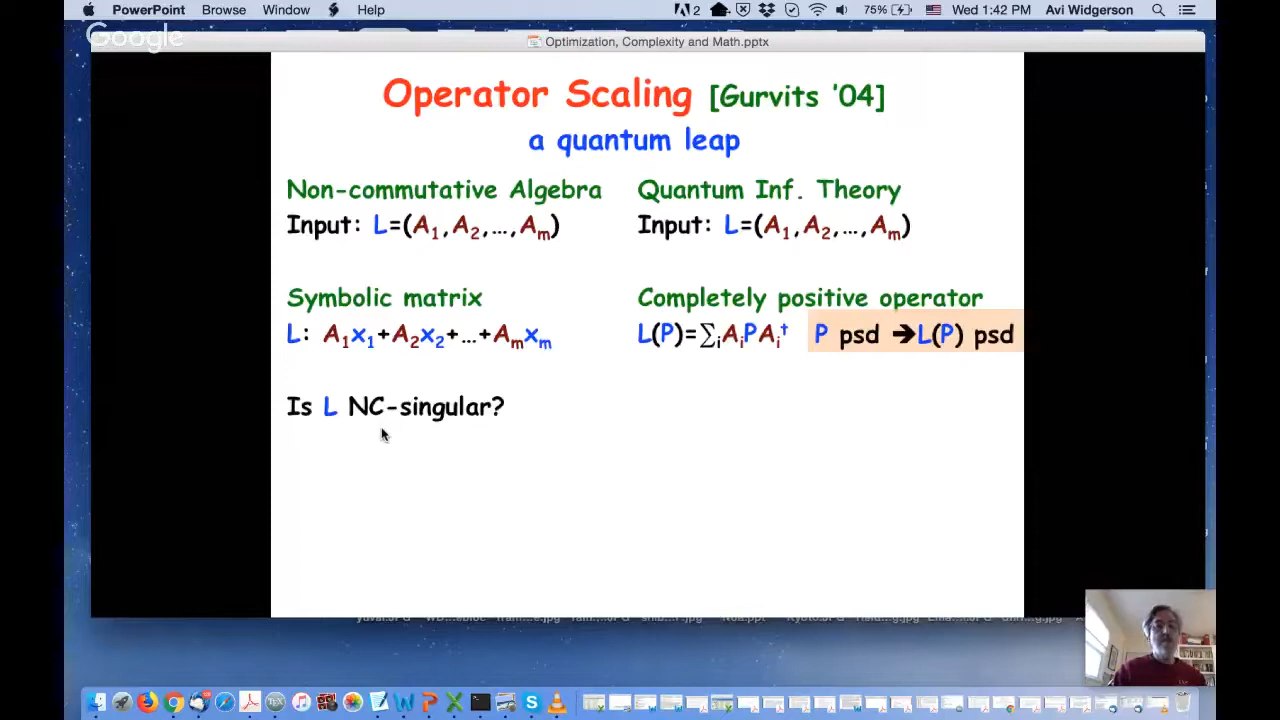 PowerPoint Browse Window Help 2 75% Wed 1:42 PM Avi Widgerson
Google
Optimization, Complexity and Math.pptx
Operator Scaling [Gurvits '04]
a quantum leap
Non-commutative Algebra
Input: L=(A1,A2,…,Am)
Symbolic matrix
L: A1x1+A2x2+…+Amxm
Is L NC-singular?
Quantum Inf. Theory
Input: L=(A1,A2,…,Am)
Completely positive operator
L(P)=∑iAiPAi† P psd ➔L(P) psd